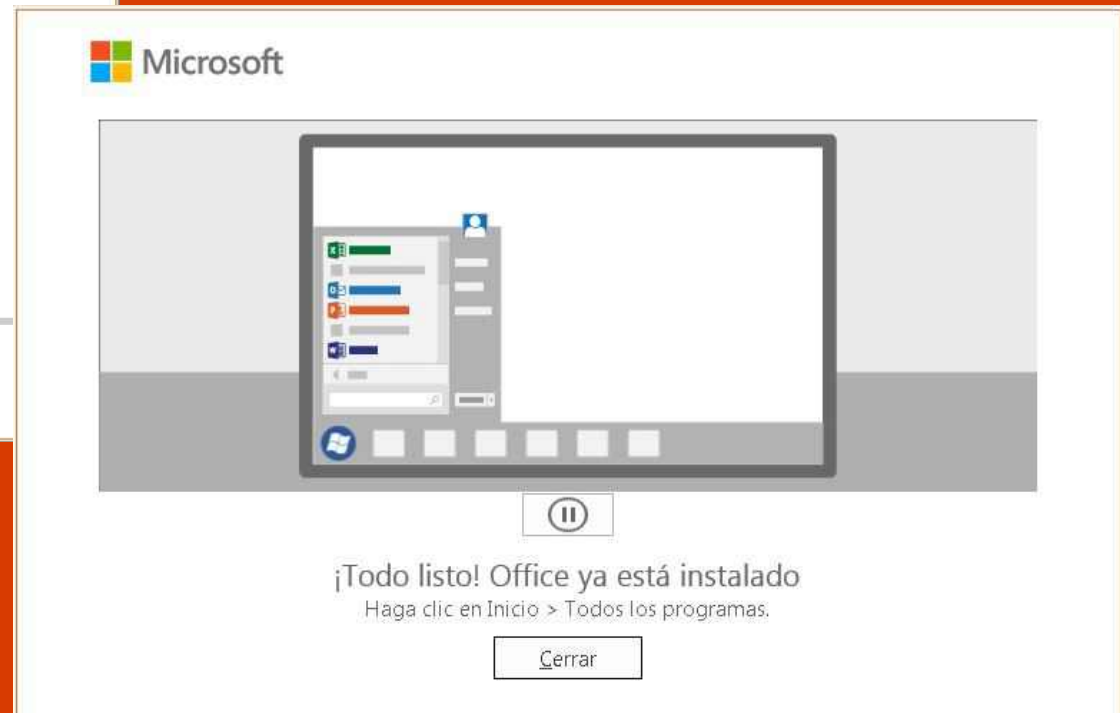 Microsoft
¡Todo listo! Office ya está instalado
Haga clic en Inicio > Todos los programas.
Cerrar